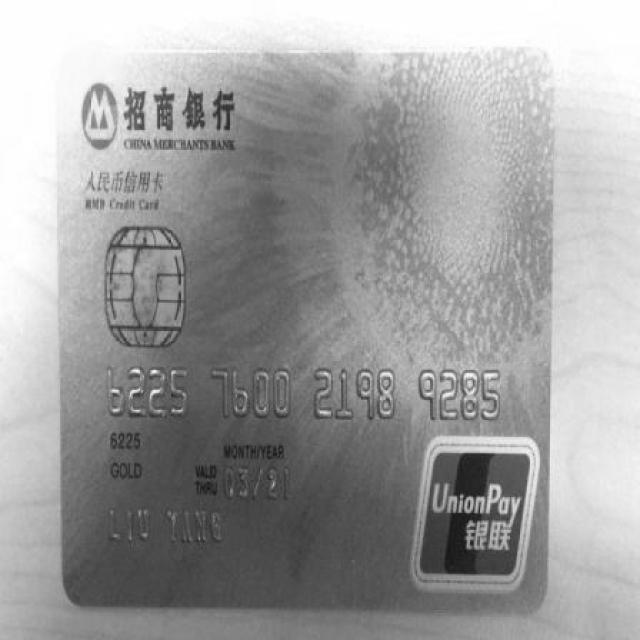 招商银行
CHINA MERCHANTS BANK
人民币信用卡
RMB Credit Card
6225 7600 2198 9285
6225
MONTH/YEAR
GOLD
VALID
THRU 03/21
LIU YANG
UnionPay
银联